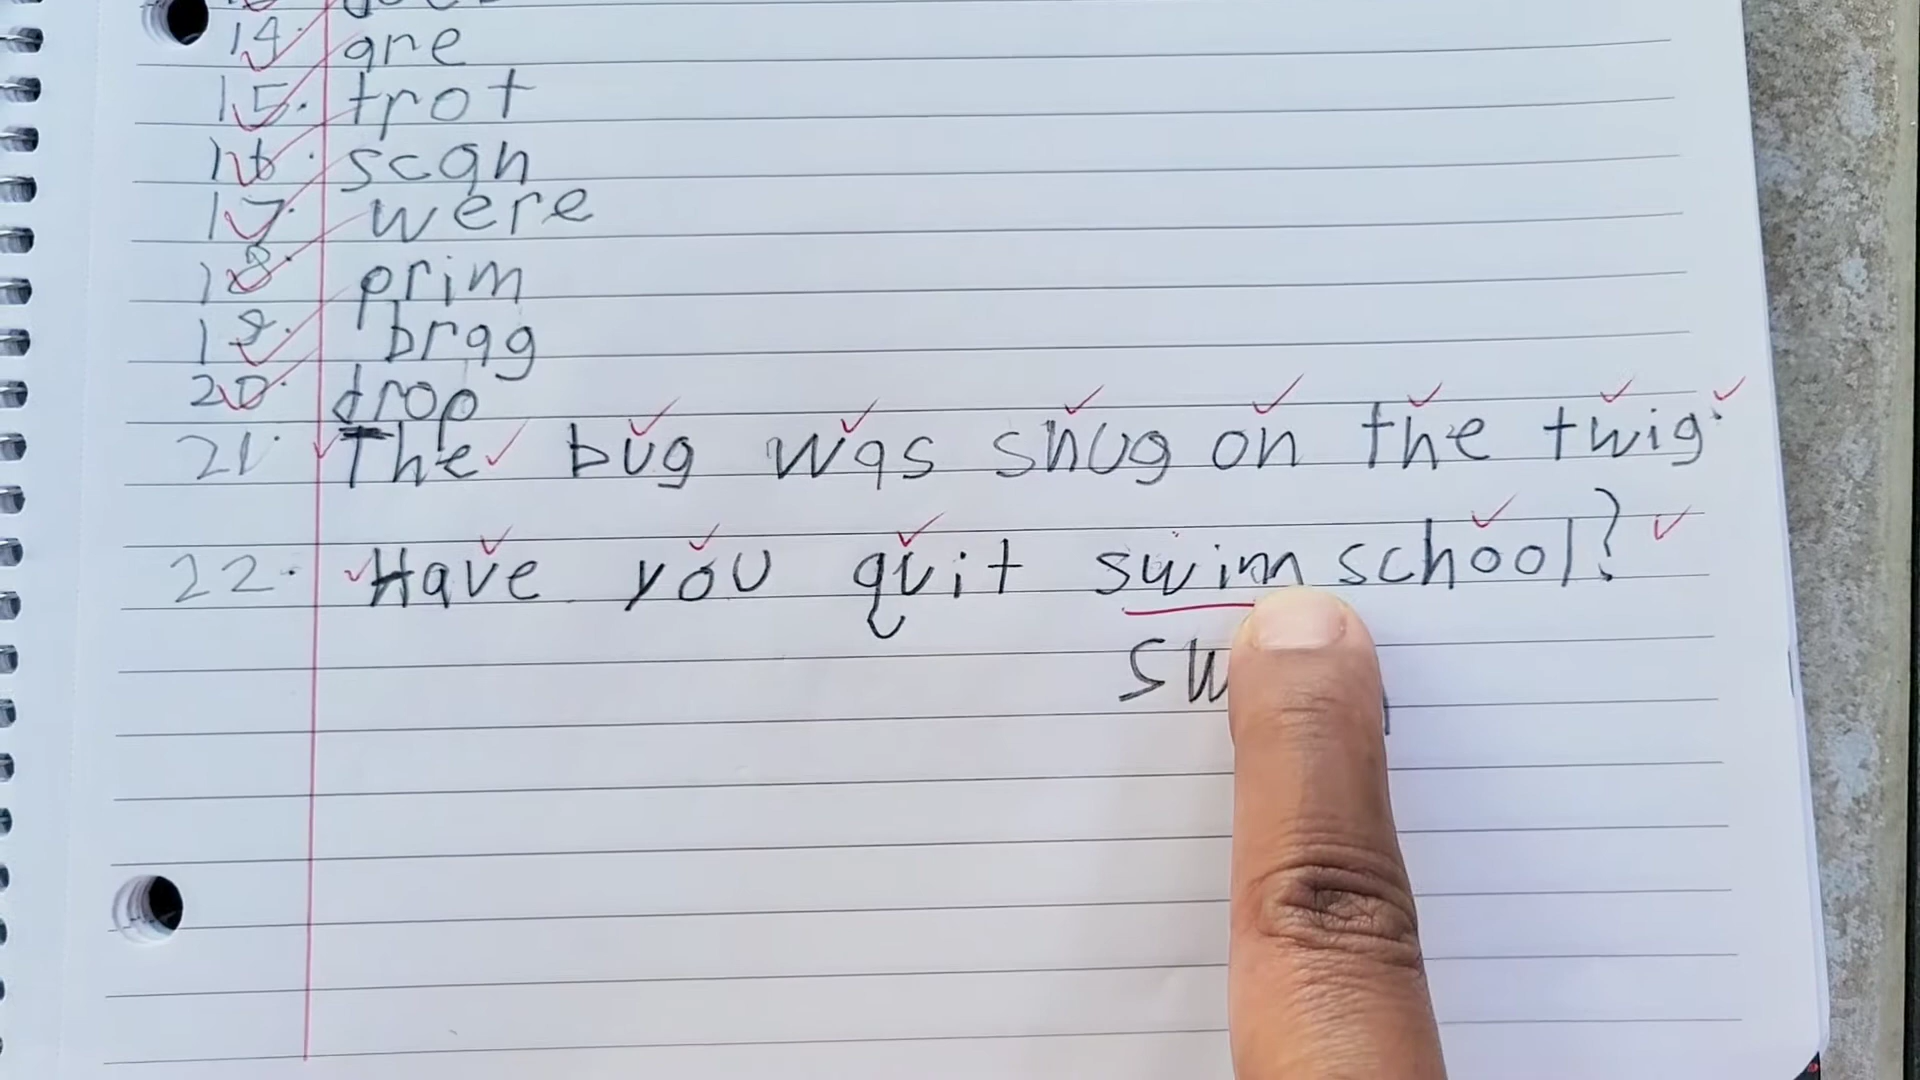 14. are
15. trot
16. scan
17. were
18. prim
19. brag
20. drop
21. The bug was snug on the twig.
22. Have you quit swim school?